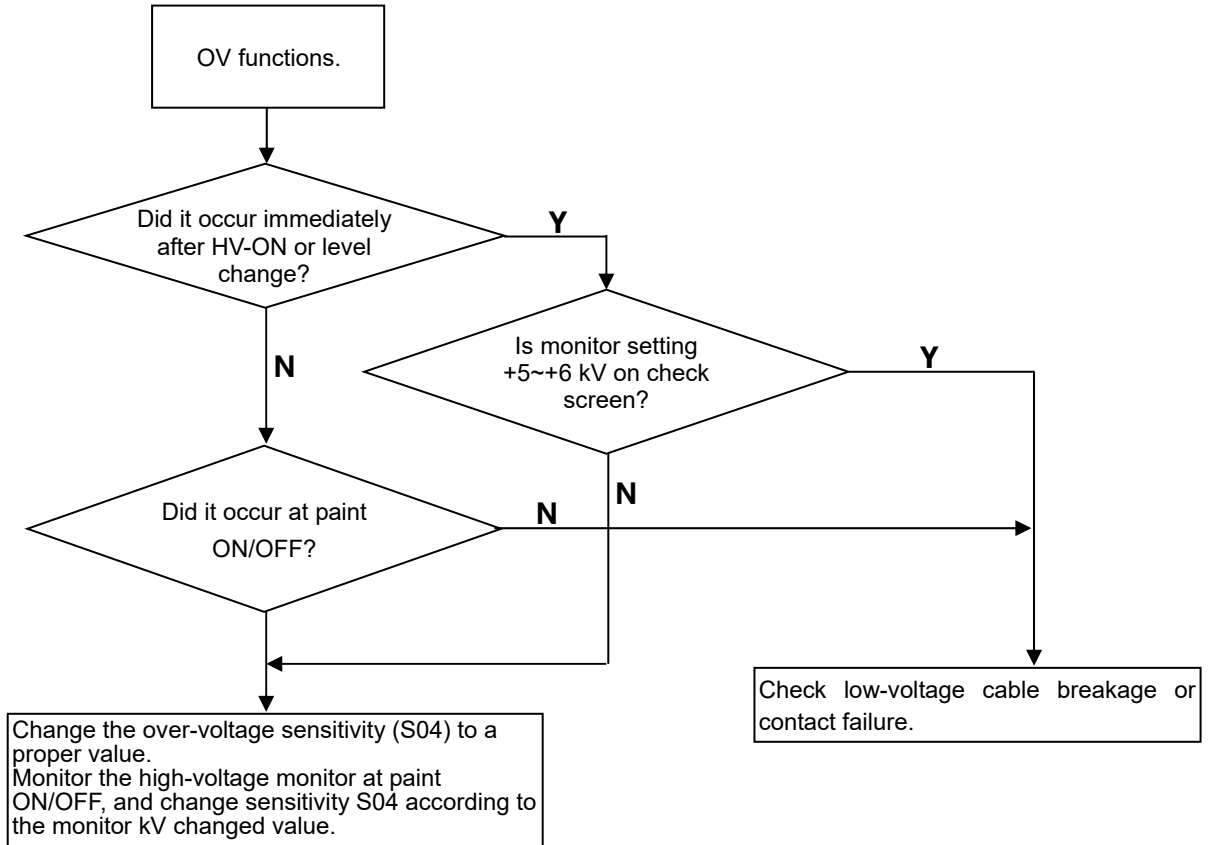 OV functions.
Did it occur immediately
after HV-ON or level
change?
Y
N
Is monitor setting
+5~+6 kV on check
screen?
Y
N
Did it occur at paint
ON/OFF?
N
Check low-voltage cable breakage or
contact failure.
Change the over-voltage sensitivity (S04) to a
proper value.
Monitor the high-voltage monitor at paint
ON/OFF, and change sensitivity S04 according to
the monitor kV changed value.